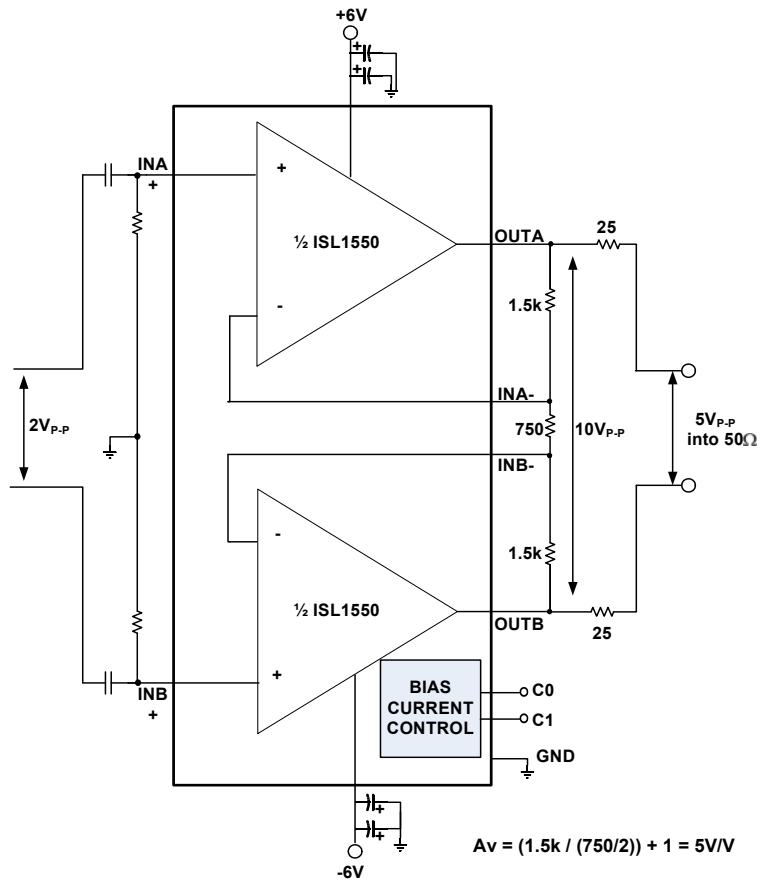 +6V
+
+
INA
+
+
½ ISL1550
-
OUTA
25
1.5k
INA-
2VP-P
750
10VP-P
5VP-P
into 50Ω
INB-
-
1.5k
½ ISL1550
OUTB
25
+
INB
+
BIAS
CURRENT
CONTROL
C0
C1
GND
+
+
-6V
Av = (1.5k / (750/2)) + 1 = 5V/V